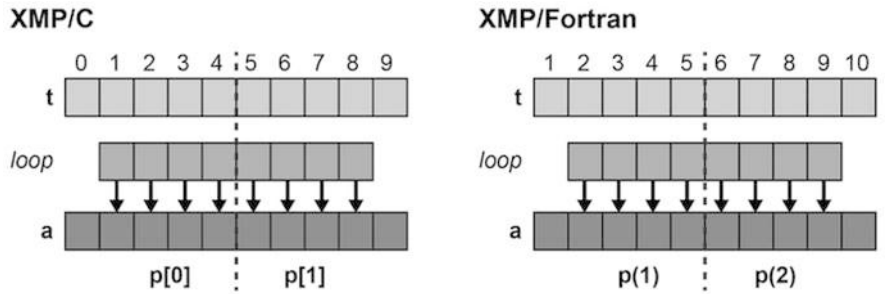 XMP/C
0 1 2 3 4 5 6 7 8 9
t
loop
a
p[0] p[1]
XMP/Fortran
1 2 3 4 5 6 7 8 9 10
t
loop
a
p(1) p(2)